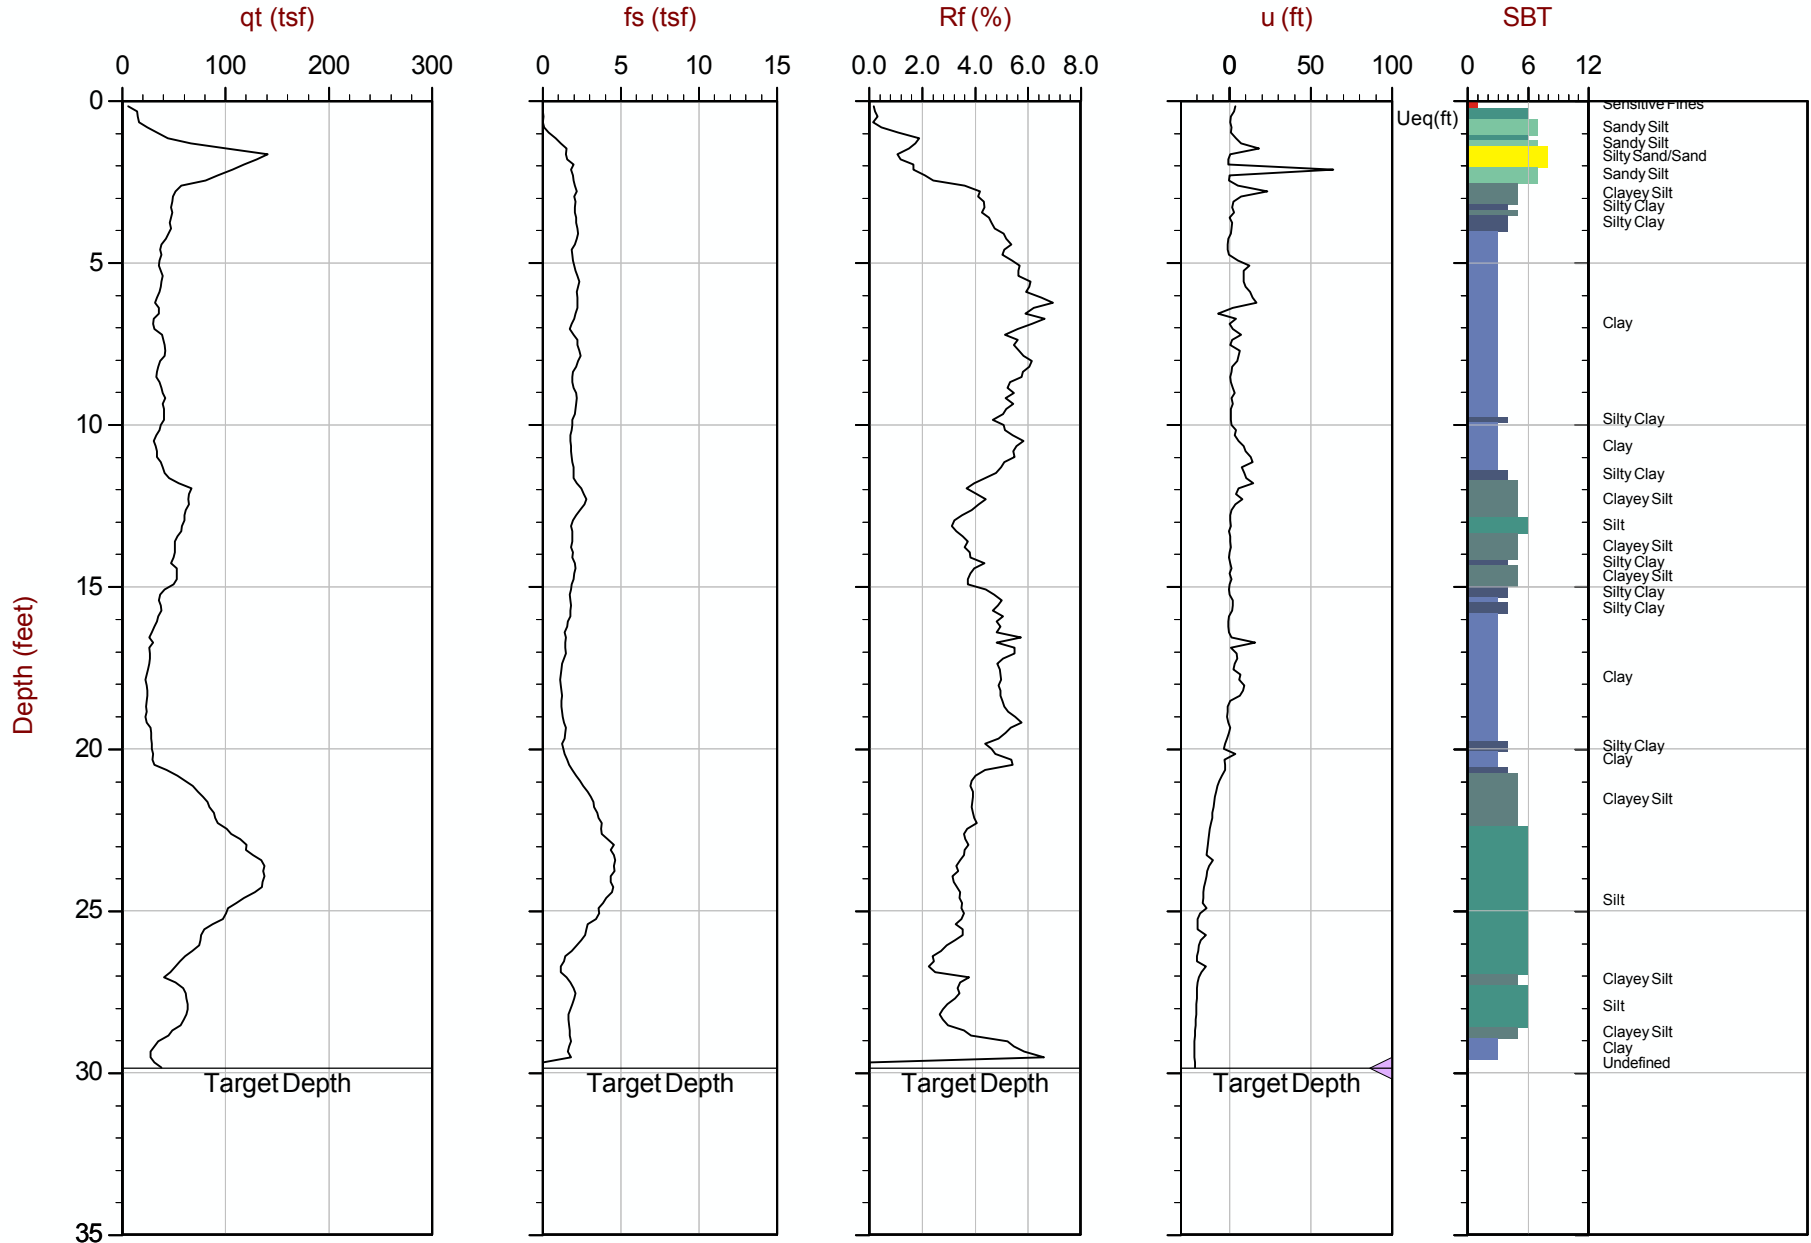 qt (tsf) fs (tsf) Rf (%) u (ft) SBT
0 100 200 300 0 5 10 15 0.0 2.0 4.0 6.0 8.0 0 50 100 0 6 12
0
Sensitive Fines
Ueq(ft)
Sandy Silt
Sandy Silt
Silty Sand/Sand
Sandy Silt
Clayey Silt
Silty Clay
Silty Clay
5
Clay
Silty Clay
10
Clay
Silty Clay
Clayey Silt
Silt
Clayey Silt
Silty Clay
Clayey Silt
15
Silty Clay
Silty Clay
Depth (feet)
Clay
Silty Clay
20
Clay
Clayey Silt
Silt
25
Clayey Silt
Silt
Clayey Silt
Clay
Undefined
30
Target Depth Target Depth Target Depth Target Depth
35